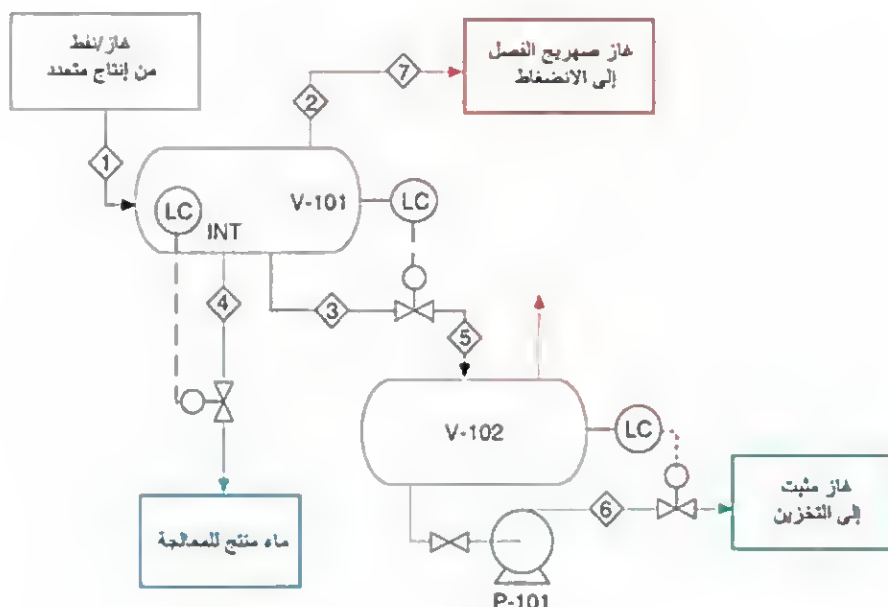 غاز/نفط
من إنتاج متعدد
غاز صهريج الفصل
إلى الانضغاط
7
2
1
V-101
LC
LC
INT
4
3
5
V-102
LC
6
غاز مثبت
إلى التخزين
ماء منتج للمعالجة
P-101